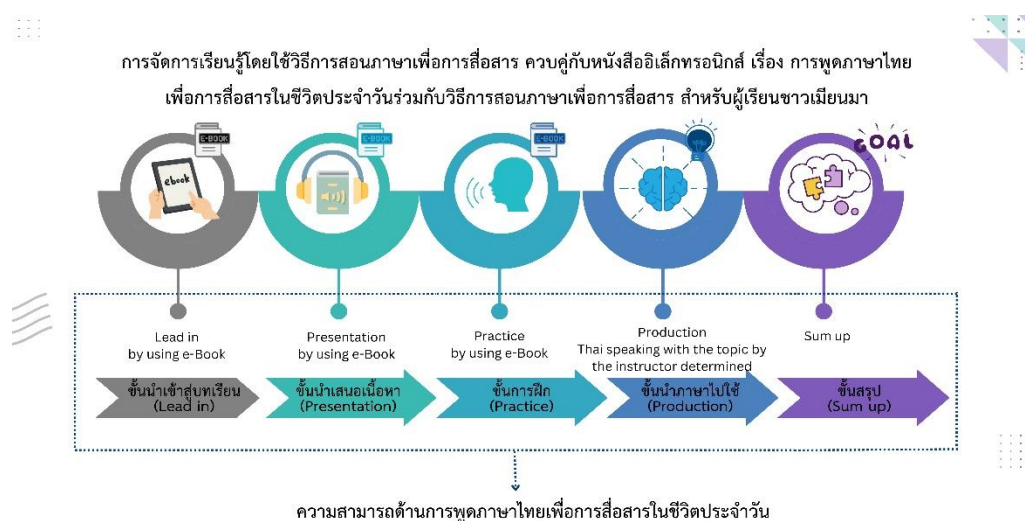 การจัดการเรียนรู้โดยใช้วิธีการสอนภาษาเพื่อการสื่อสาร ควบคู่กับหนังสืออิเล็กทรอนิกส์ เรื่อง การพูดภาษาไทย
เพื่อการสื่อสารในชีวิตประจำวันร่วมกับวิธีการสอนภาษาเพื่อการสื่อสาร สำหรับผู้เรียนชาวเมียนมา
E-BOOK
E-BOOK
E-BOOK
GOAL
ebook
Lead in
by using e-Book
Presentation
by using e-Book
Practice
by using e-Book
Production
Thai speaking with the topic by
the instructor determined
Sum up
ขั้นนำเข้าสู่บทเรียน
(Lead in)
ขั้นนำเสนอเนื้อหา
(Presentation)
ขั้นการฝึก
(Practice)
ขั้นนำภาษาไปใช้
(Production)
ขั้นสรุป
(Sum up)
ความสามารถด้านการพูดภาษาไทยเพื่อการสื่อสารในชีวิตประจำวัน